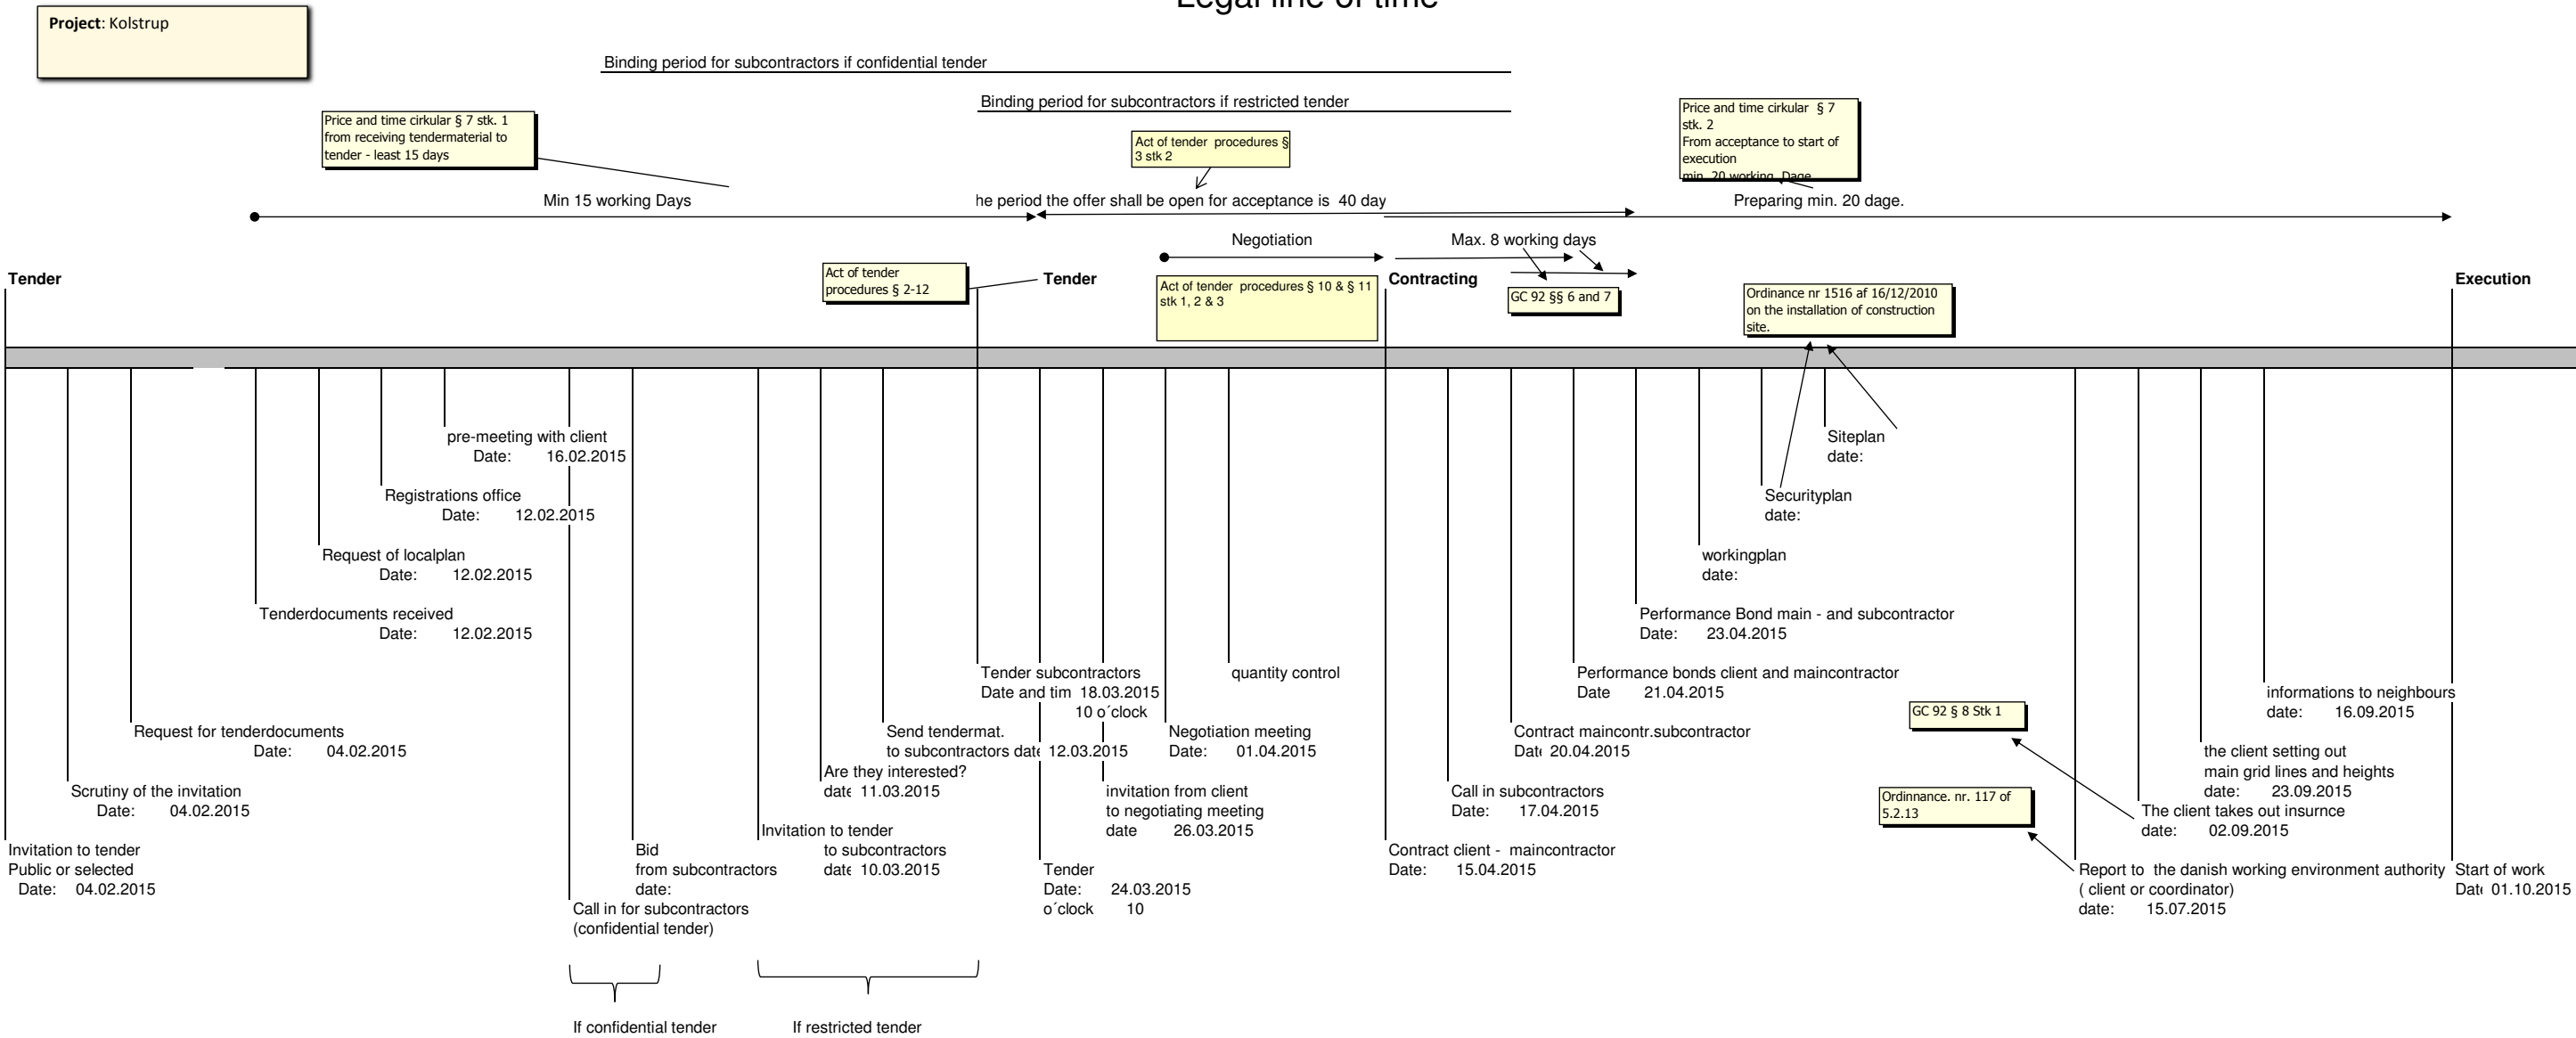 Legal line of time
Project: Kolstrup
Binding period for subcontractors if confidential tender
Binding period for subcontractors if restricted tender
Price and time cirkular § 7 stk. 1
from receiving tendermaterial to
tender - least 15 days
Act of tender procedures §
3 stk 2
Price and time cirkular § 7
stk. 2
From acceptance to start of
execution
min. 20 working Dage
Min 15 working Days
he period the offer shall be open for acceptance is 40 day
Preparing min. 20 dage.
Negotiation
Max. 8 working days
Tender
Act of tender
procedures § 2-12
Tender
Act of tender procedures § 10 & § 11
stk 1, 2 & 3
Contracting
GC 92 §§ 6 and 7
Ordinance nr 1516 af 16/12/2010
on the installation of construction
site.
Execution
pre-meeting with client
Date: 16.02.2015
Siteplan
date:
Registrations office
Date: 12.02.2015
Securityplan
date:
Request of localplan
Date: 12.02.2015
workingplan
date:
Tenderdocuments received
Date: 12.02.2015
Performance Bond main - and subcontractor
Date: 23.04.2015
Tender subcontractors
Date and tim 18.03.2015
10 o´clock
quantity control
Performance bonds client and maincontractor
Date 21.04.2015
informations to neighbours
date: 16.09.2015
GC 92 § 8 Stk 1
Request for tenderdocuments
Date: 04.02.2015
Send tendermat.
to subcontractors date 12.03.2015
Negotiation meeting
Date: 01.04.2015
Contract maincontr.subcontractor
Date 20.04.2015
the client setting out
main grid lines and heights
date: 23.09.2015
Are they interested?
date 11.03.2015
Scrutiny of the invitation
Date: 04.02.2015
invitation from client
to negotiating meeting
date 26.03.2015
Call in subcontractors
Date: 17.04.2015
Ordinnance. nr. 117 of
5.2.13
The client takes out insurnce
date: 02.09.2015
Invitation to tender
to subcontractors
date 10.03.2015
Invitation to tender
Public or selected
Date: 04.02.2015
Bid
from subcontractors
date:
Contract client - maincontractor
Date: 15.04.2015
Tender
Date: 24.03.2015
o´clock 10
Report to the danish working environment authority
( client or coordinator)
date: 15.07.2015
Start of work
Date 01.10.2015
Call in for subcontractors
(confidential tender)
If confidential tender
If restricted tender